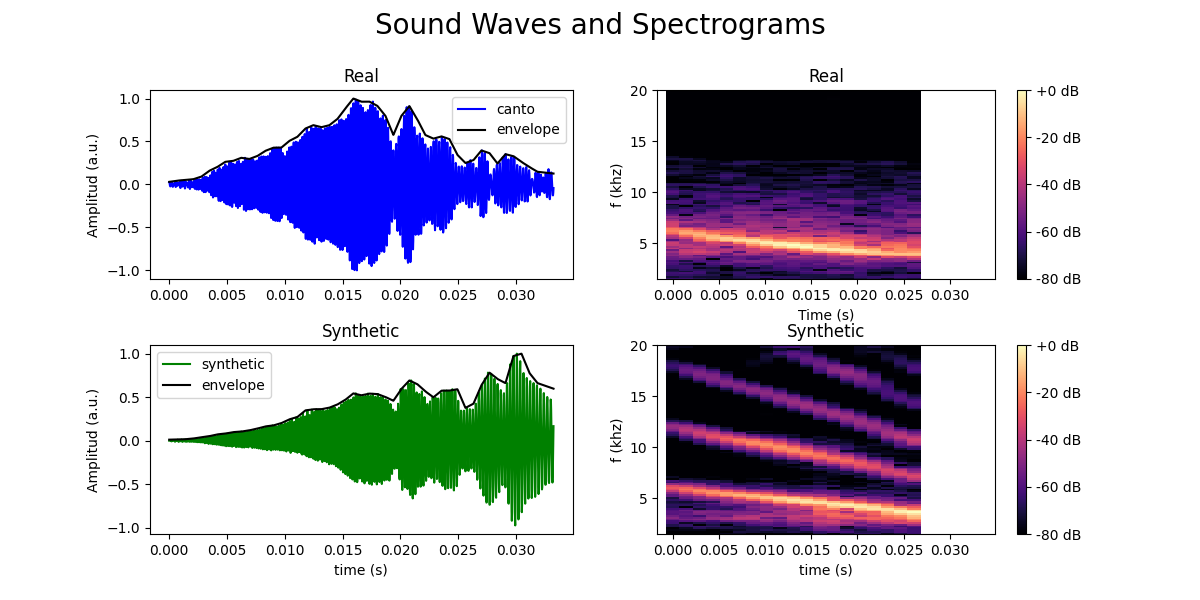 Sound Waves and Spectrograms
Real
Amplitud (a.u.)
1.0
0.5
0.0
−0.5
−1.0
canto
envelope
0.000 0.005 0.010 0.015 0.020 0.025 0.030
Real
f (khz)
20
15
10
5
0.000 0.005 0.010 0.015 0.020 0.025 0.030
Time (s)
+0 dB
-20 dB
-40 dB
-60 dB
-80 dB
Synthetic
Amplitud (a.u.)
1.0
0.5
0.0
−0.5
−1.0
synthetic
envelope
0.000 0.005 0.010 0.015 0.020 0.025 0.030
time (s)
Synthetic
f (khz)
20
15
10
5
0.000 0.005 0.010 0.015 0.020 0.025 0.030
time (s)
+0 dB
-20 dB
-40 dB
-60 dB
-80 dB